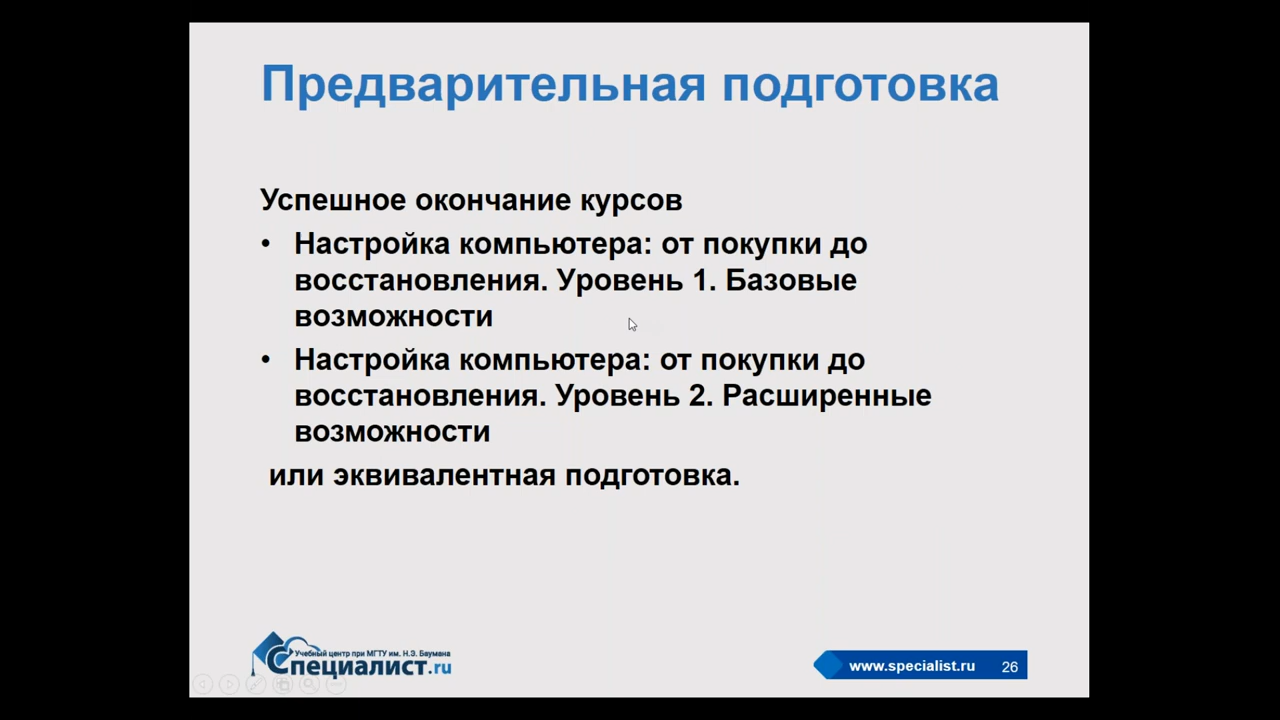 Предварительная подготовка
Успешное окончание курсов
• Настройка компьютера: от покупки до
восстановления. Уровень 1. Базовые
возможности
• Настройка компьютера: от покупки до
восстановления. Уровень 2. Расширенные
возможности
или эквивалентная подготовка.
Учебный центр при МГТУ им. Н.Э. Баумана
Специалист.ru
www.specialist.ru 26